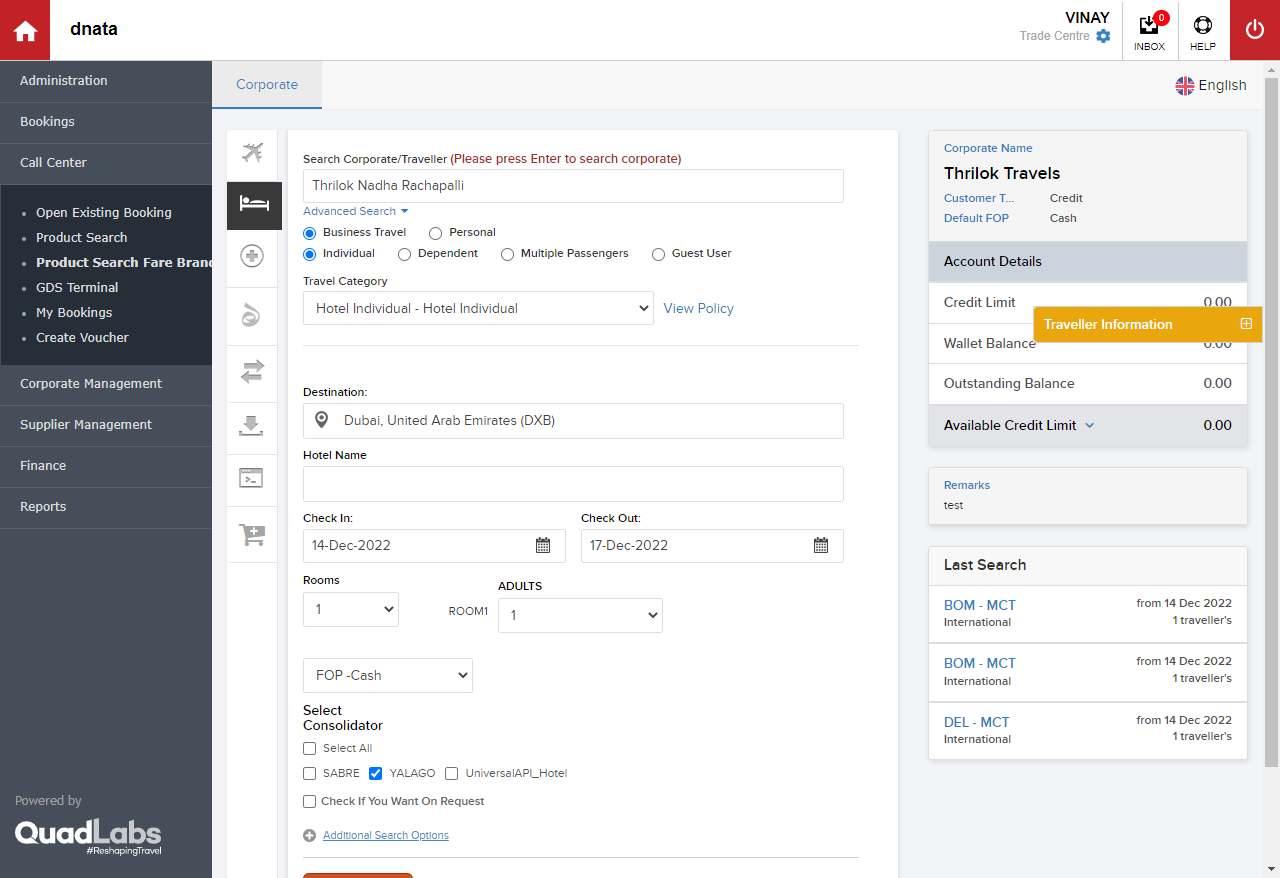 dnata
VINAY
Trade Centre
0
INBOX
HELP
Administration
Bookings
Call Center
Open Existing Booking
Product Search
Product Search Fare Bran
GDS Terminal
My Bookings
Create Voucher
Corporate Management
Supplier Management
Finance
Reports
Powered by
QuadLabs
#ReshapingTravel
Corporate
English
Search Corporate/Traveller (Please press Enter to search corporate)
Thrilok Nadha Rachapalli
Advanced Search
Business Travel Personal
Individual Dependent Multiple Passengers Guest User
Travel Category
Hotel Individual - Hotel Individual View Policy
Destination:
Dubai, United Arab Emirates (DXB)
Hotel Name
Check In: Check Out:
14-Dec-2022 17-Dec-2022
Rooms ADULTS
1 ROOM1 1
FOP -Cash
Select
Consolidator
Select All
SABRE YALAGO UniversalAPI_Hotel
Check If You Want On Request
Additional Search Options
Corporate Name
Thrilok Travels
Customer T... Credit
Default FOP Cash
Account Details
Credit Limit 0.00
Traveller Information
Wallet Balance 0.00
Outstanding Balance 0.00
Available Credit Limit 0.00
Remarks
test
Last Search
BOM - MCT from 14 Dec 2022
International 1 traveller's
BOM - MCT from 14 Dec 2022
International 1 traveller's
DEL - MCT from 14 Dec 2022
International 1 traveller's